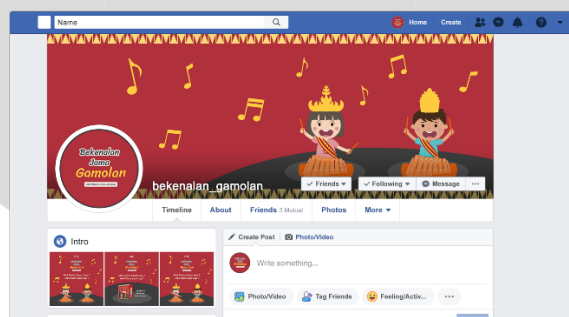 Name
Home Create
Bekenalan
Jamo
Gamolan
bekenalan_gamolan
Friends Following Message
Timeline About Friends 3 Mutual Photos More
Intro
Create Post Photo/Video
Write something...
Photo/Video Tag Friends Feeling/Activ...